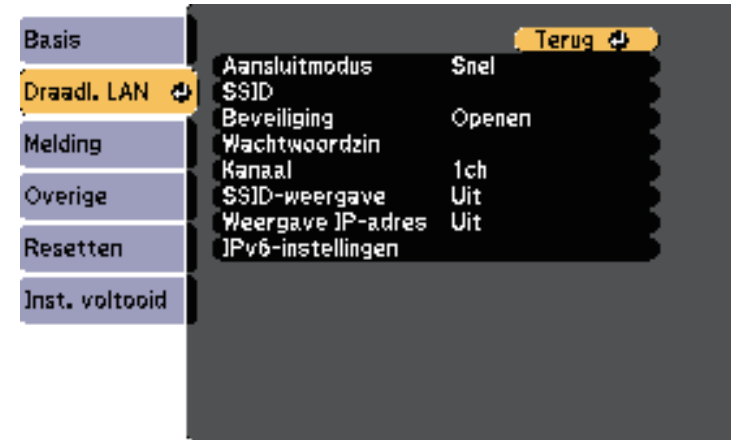 Basis
Draadl. LAN
Melding
Overige
Resetten
Inst. voltooid
Terug
Aansluitmodus Snel
SSID
Beveiliging Openen
Wachtwoordzin
Kanaal 1ch
SSID-weergave Uit
Weergave IP-adres Uit
IPv6-instellingen